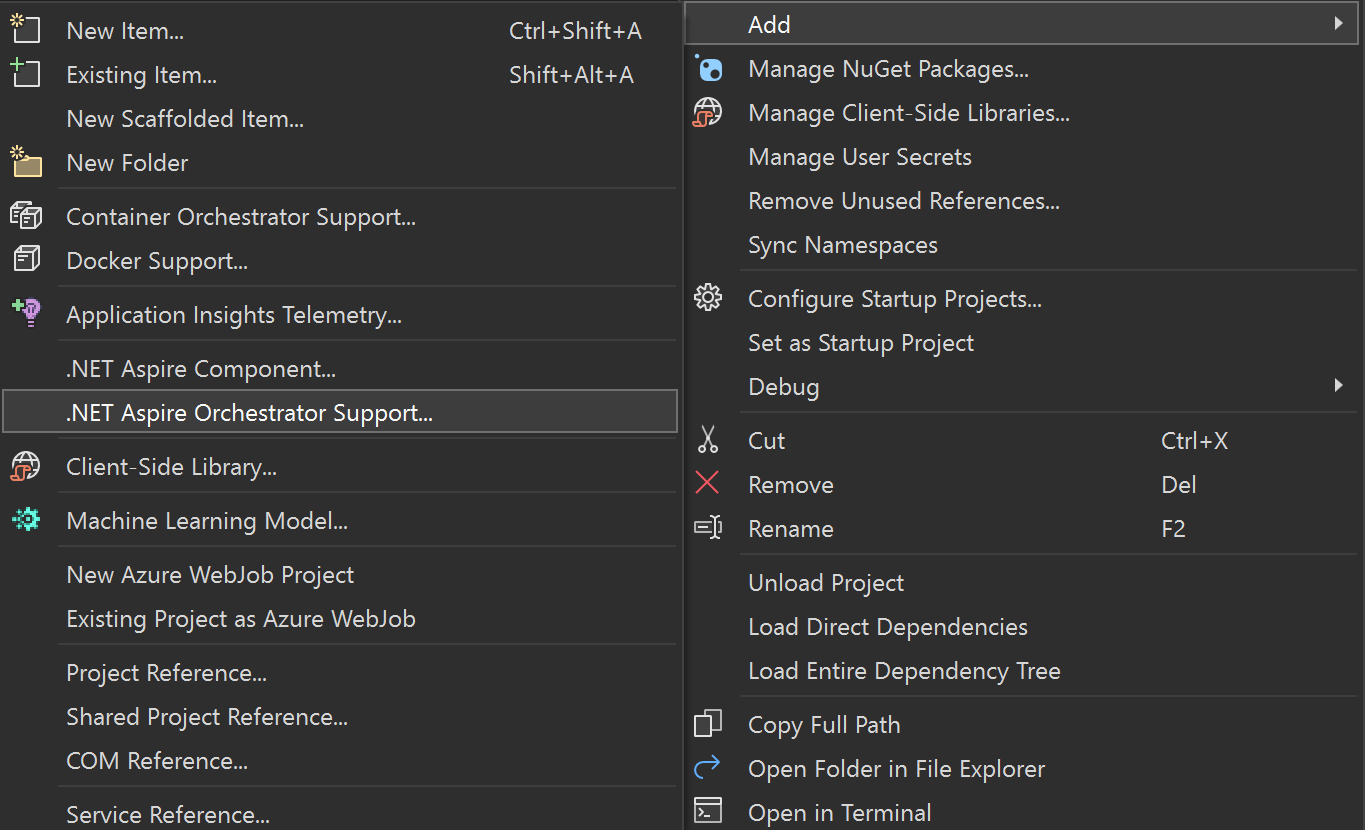 New Item... Ctrl+Shift+A
Existing Item... Shift+Alt+A
New Scaffolded Item...
New Folder
Container Orchestrator Support...
Docker Support...
Application Insights Telemetry...
.NET Aspire Component...
.NET Aspire Orchestrator Support...
Client-Side Library...
Machine Learning Model...
New Azure WebJob Project
Existing Project as Azure WebJob
Project Reference...
Shared Project Reference...
COM Reference...
Service Reference...
Add
Manage NuGet Packages...
Manage Client-Side Libraries...
Manage User Secrets
Remove Unused References...
Sync Namespaces
Configure Startup Projects...
Set as Startup Project
Debug
Cut Ctrl+X
Remove Del
Rename F2
Unload Project
Load Direct Dependencies
Load Entire Dependency Tree
Copy Full Path
Open Folder in File Explorer
Open in Terminal